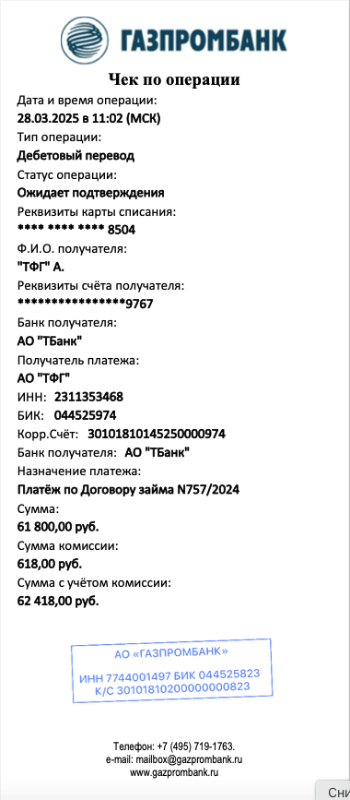 ГАЗПРОМБАНК
Чек по операции
Дата и время операции:
28.03.2025 в 11:02 (МСК)
Тип операции:
Дебетовый перевод
Статус операции:
Ожидает подтверждения
Реквизиты карты списания:
**** **** **** 8504
Ф.И.О. получателя:
"ТФГ" А.
Реквизиты счёта получателя:
****************9767
Банк получателя:
АО "ТБанк"
Получатель платежа:
АО "ТФГ"
ИНН: 2311353468
БИК: 044525974
Корр.Счёт: 30101810145250000974
Банк получателя: АО "ТБанк"
Назначение платежа:
Платёж по Договору займа N757/2024
Сумма:
61 800,00 руб.
Сумма комиссии:
618,00 руб.
Сумма с учётом комиссии:
62 418,00 руб.
АО «ГАЗПРОМБАНК»
ИНН 7744001497 БИК 044525823
К/С 30101810200000000823
Телефон: +7 (495) 719-1763.
e-mail: mailbox@gazprombank.ru
www.gazprombank.ru
Сни